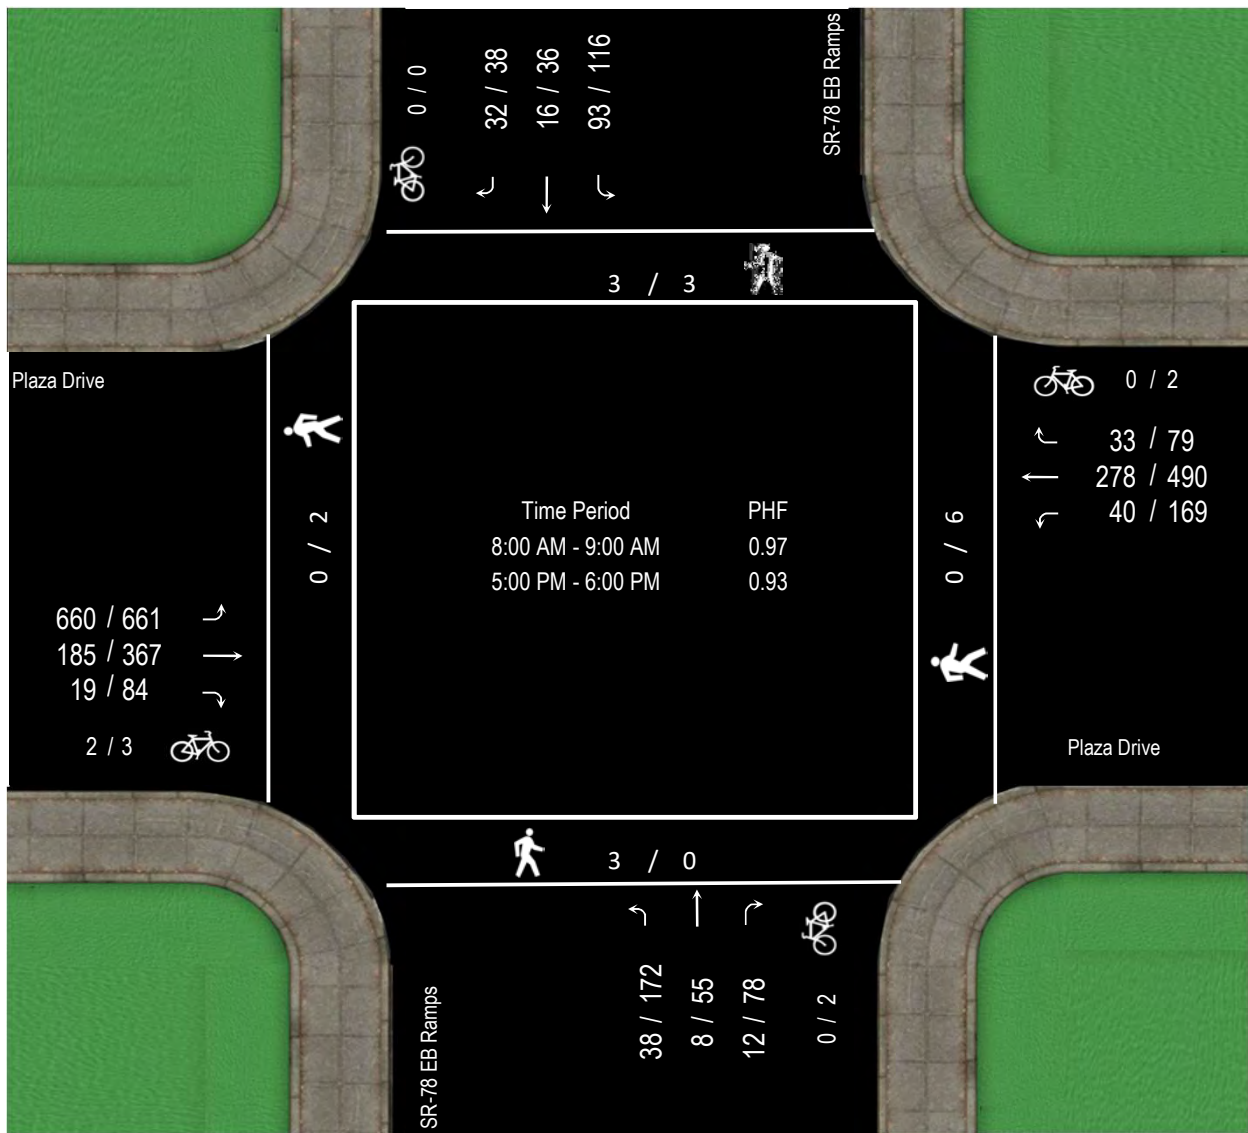 0 / 0
32 / 38
16 / 36
93 / 116
SR-78 EB Ramps
3 / 3
Plaza Drive
0 / 2
33 / 79
278 / 490
40 / 169
0 / 2
0 / 6
Time Period PHF
8:00 AM - 9:00 AM 0.97
5:00 PM - 6:00 PM 0.93
660 / 661
185 / 367
19 / 84
2 / 3
Plaza Drive
3 / 0
SR-78 EB Ramps
38 / 172
8 / 55
12 / 78
0 / 2